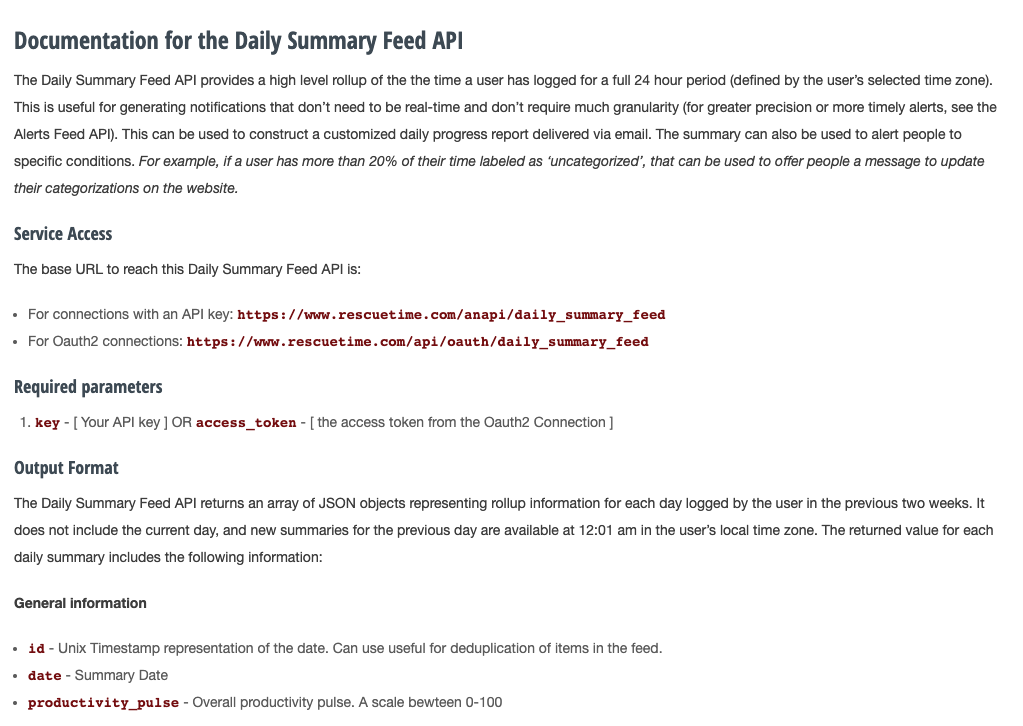 Documentation for the Daily Summary Feed API
The Daily Summary Feed API provides a high level rollup of the the time a user has logged for a full 24 hour period (defined by the user's selected time zone).
This is useful for generating notifications that don't need to be real-time and don't require much granularity (for greater precision or more timely alerts, see the
Alerts Feed API). This can be used to construct a customized daily progress report delivered via email. The summary can also be used to alert people to
specific conditions. For example, if a user has more than 20% of their time labeled as ‘uncategorized’, that can be used to offer people a message to update
their categorizations on the website.
Service Access
The base URL to reach this Daily Summary Feed API is:
• For connections with an API key: https://www.rescuetime.com/anapi/daily_summary_feed
• For Oauth2 connections: https://www.rescuetime.com/api/oauth/daily_summary_feed
Required parameters
1. key - [ Your API key ] OR access_token - [ the access token from the Oauth2 Connection ]
Output Format
The Daily Summary Feed API returns an array of JSON objects representing rollup information for each day logged by the user in the previous two weeks. It
does not include the current day, and new summaries for the previous day are available at 12:01 am in the user's local time zone. The returned value for each
daily summary includes the following information:
General information
• id - Unix Timestamp representation of the date. Can use useful for deduplication of items in the feed.
• date - Summary Date
• productivity_pulse - Overall productivity pulse. A scale bewteen 0-100